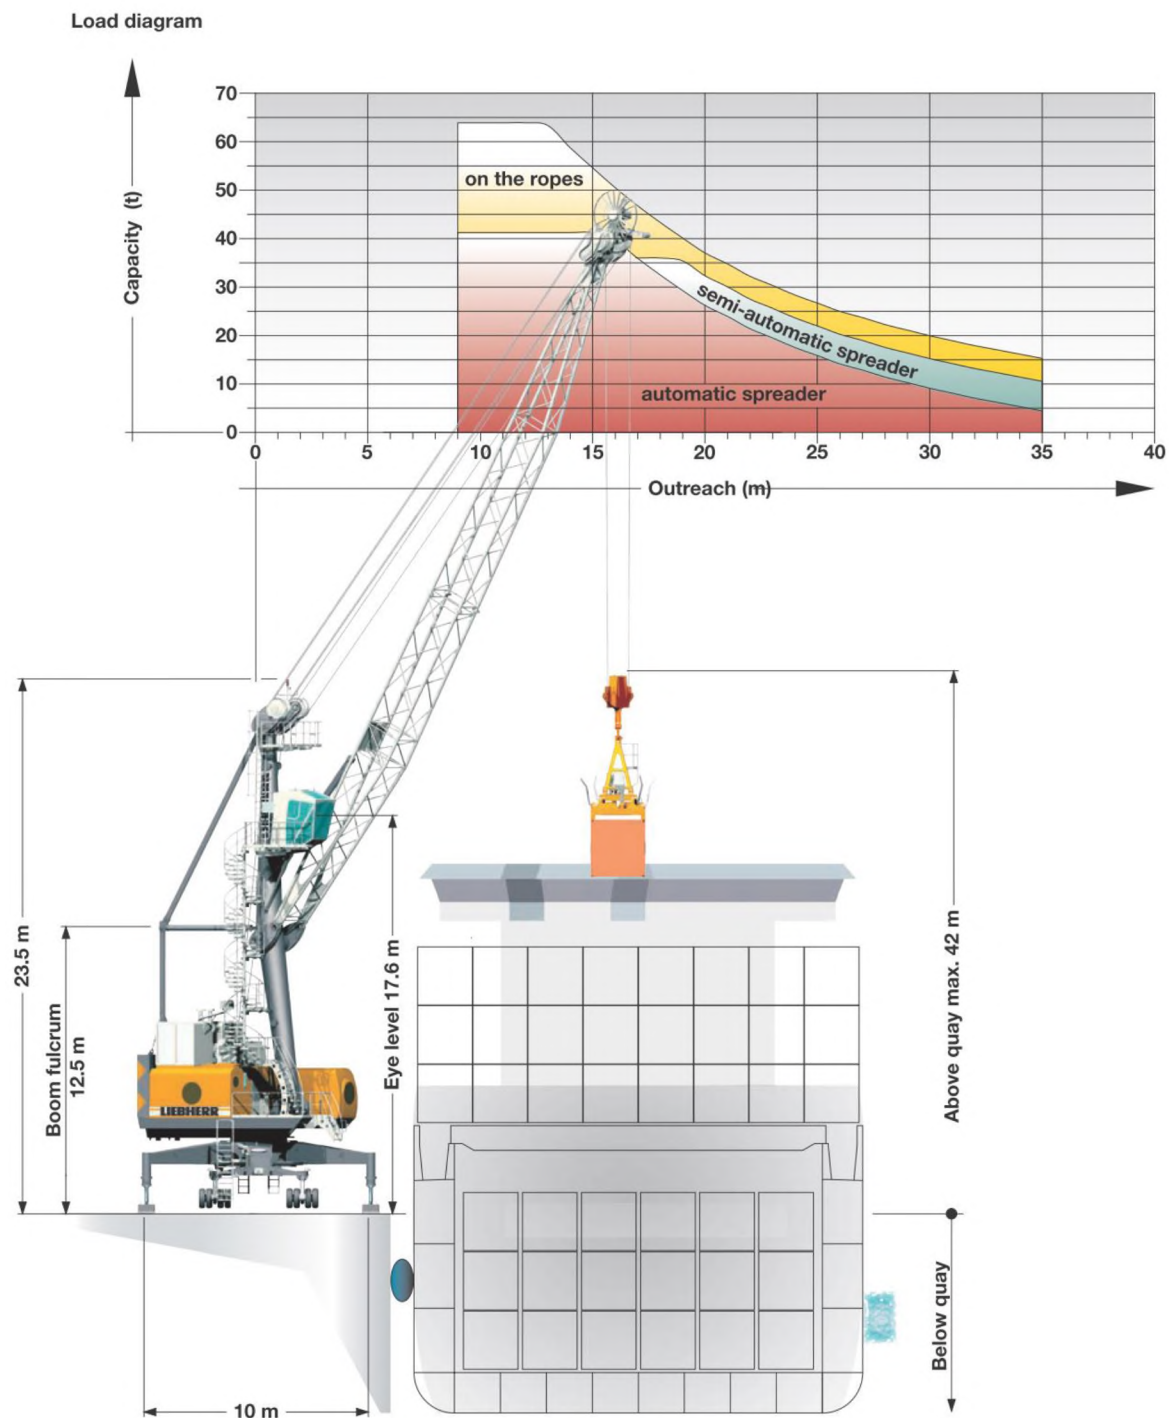 Load diagram
Capacity (t)
70
60
50
40
30
20
10
0
on the ropes
semi-automatic spreader
automatic spreader
0 5 10 15 20 25 30 35 40
Outreach (m)
23.5 m
Boom fulcrum
12.5 m
Eye level 17.6 m
Above quay max. 42 m
LIEBHERR
Below quay
10 m